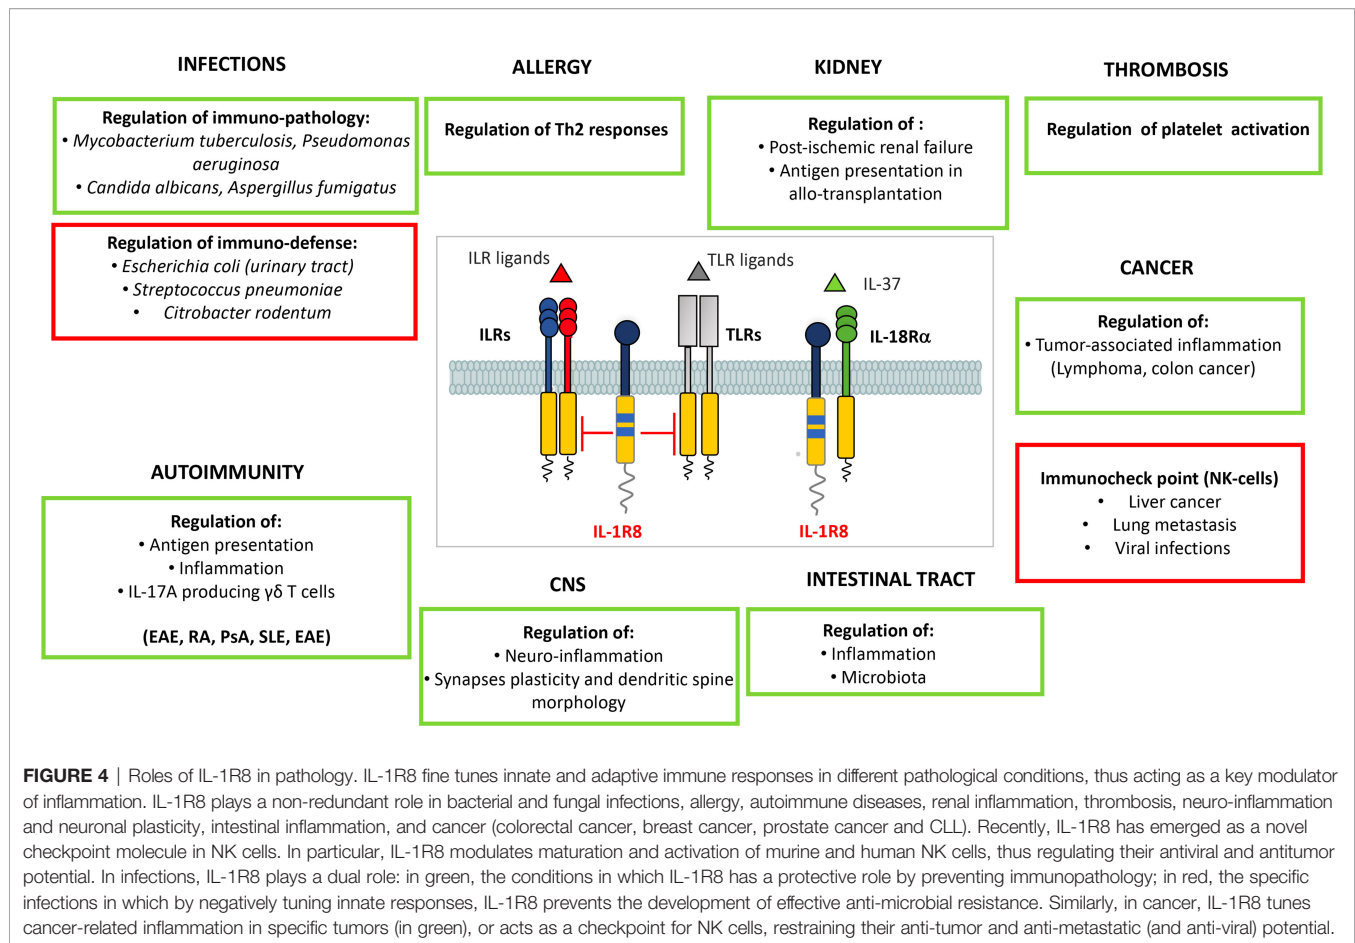 INFECTIONS
Regulation of immuno-pathology:
• Mycobacterium tuberculosis, Pseudomonas
aeruginosa
• Candida albicans, Aspergillus fumigatus
Regulation of immuno-defense:
• Escherichia coli (urinary tract)
• Streptococcus pneumoniae
• Citrobacter rodentum
ALLERGY
Regulation of Th2 responses
KIDNEY
Regulation of :
• Post-ischemic renal failure
• Antigen presentation in
allo-transplantation
THROMBOSIS
Regulation of platelet activation
ILR ligands
TLR ligands
IL-37
ILRs
TLRs
IL-18Rα
IL-1R8
IL-1R8
CANCER
Regulation of:
• Tumor-associated inflammation
(Lymphoma, colon cancer)
Immunocheck point (NK-cells)
• Liver cancer
• Lung metastasis
• Viral infections
AUTOIMMUNITY
Regulation of:
• Antigen presentation
• Inflammation
• IL-17A producing γδ T cells
(EAE, RA, PsA, SLE, EAE)
CNS
Regulation of:
• Neuro-inflammation
• Synapses plasticity and dendritic spine
morphology
INTESTINAL TRACT
Regulation of:
• Inflammation
• Microbiota
FIGURE 4 | Roles of IL-1R8 in pathology. IL-1R8 fine tunes innate and adaptive immune responses in different pathological conditions, thus acting as a key modulator
of inflammation. IL-1R8 plays a non-redundant role in bacterial and fungal infections, allergy, autoimmune diseases, renal inflammation, thrombosis, neuro-inflammation
and neuronal plasticity, intestinal inflammation, and cancer (colorectal cancer, breast cancer, prostate cancer and CLL). Recently, IL-1R8 has emerged as a novel
checkpoint molecule in NK cells. In particular, IL-1R8 modulates maturation and activation of murine and human NK cells, thus regulating their antiviral and antitumor
potential. In infections, IL-1R8 plays a dual role: in green, the conditions in which IL-1R8 has a protective role by preventing immunopathology; in red, the specific
infections in which by negatively tuning innate responses, IL-1R8 prevents the development of effective anti-microbial resistance. Similarly, in cancer, IL-1R8 tunes
cancer-related inflammation in specific tumors (in green), or acts as a checkpoint for NK cells, restraining their anti-tumor and anti-metastatic (and anti-viral) potential.